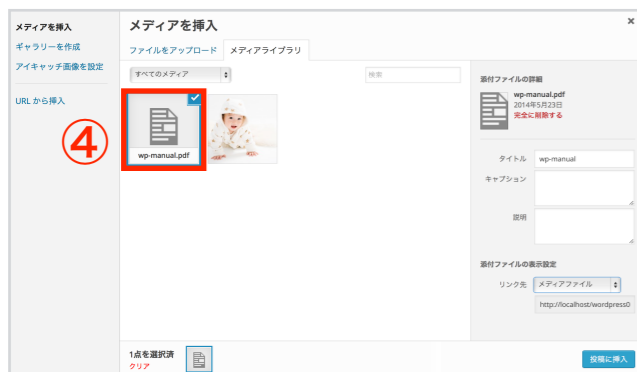 メディアを挿入
ギャラリーを作成
アイキャッチ画像を設定
URL から挿入
④
メディアを挿入
×
ファイルをアップロード
メディアライブラリ
すべてのメディア
検索
wp-manual.pdf
添付ファイルの詳細
wp-manual.pdf
2014年5月23日
完全に削除する
タイトル wp-manual
キャプション
説明
添付ファイルの表示設定
リンク先 メディアファイル
http://localhost/wordpress0
1点を選択済
クリア
投稿に挿入